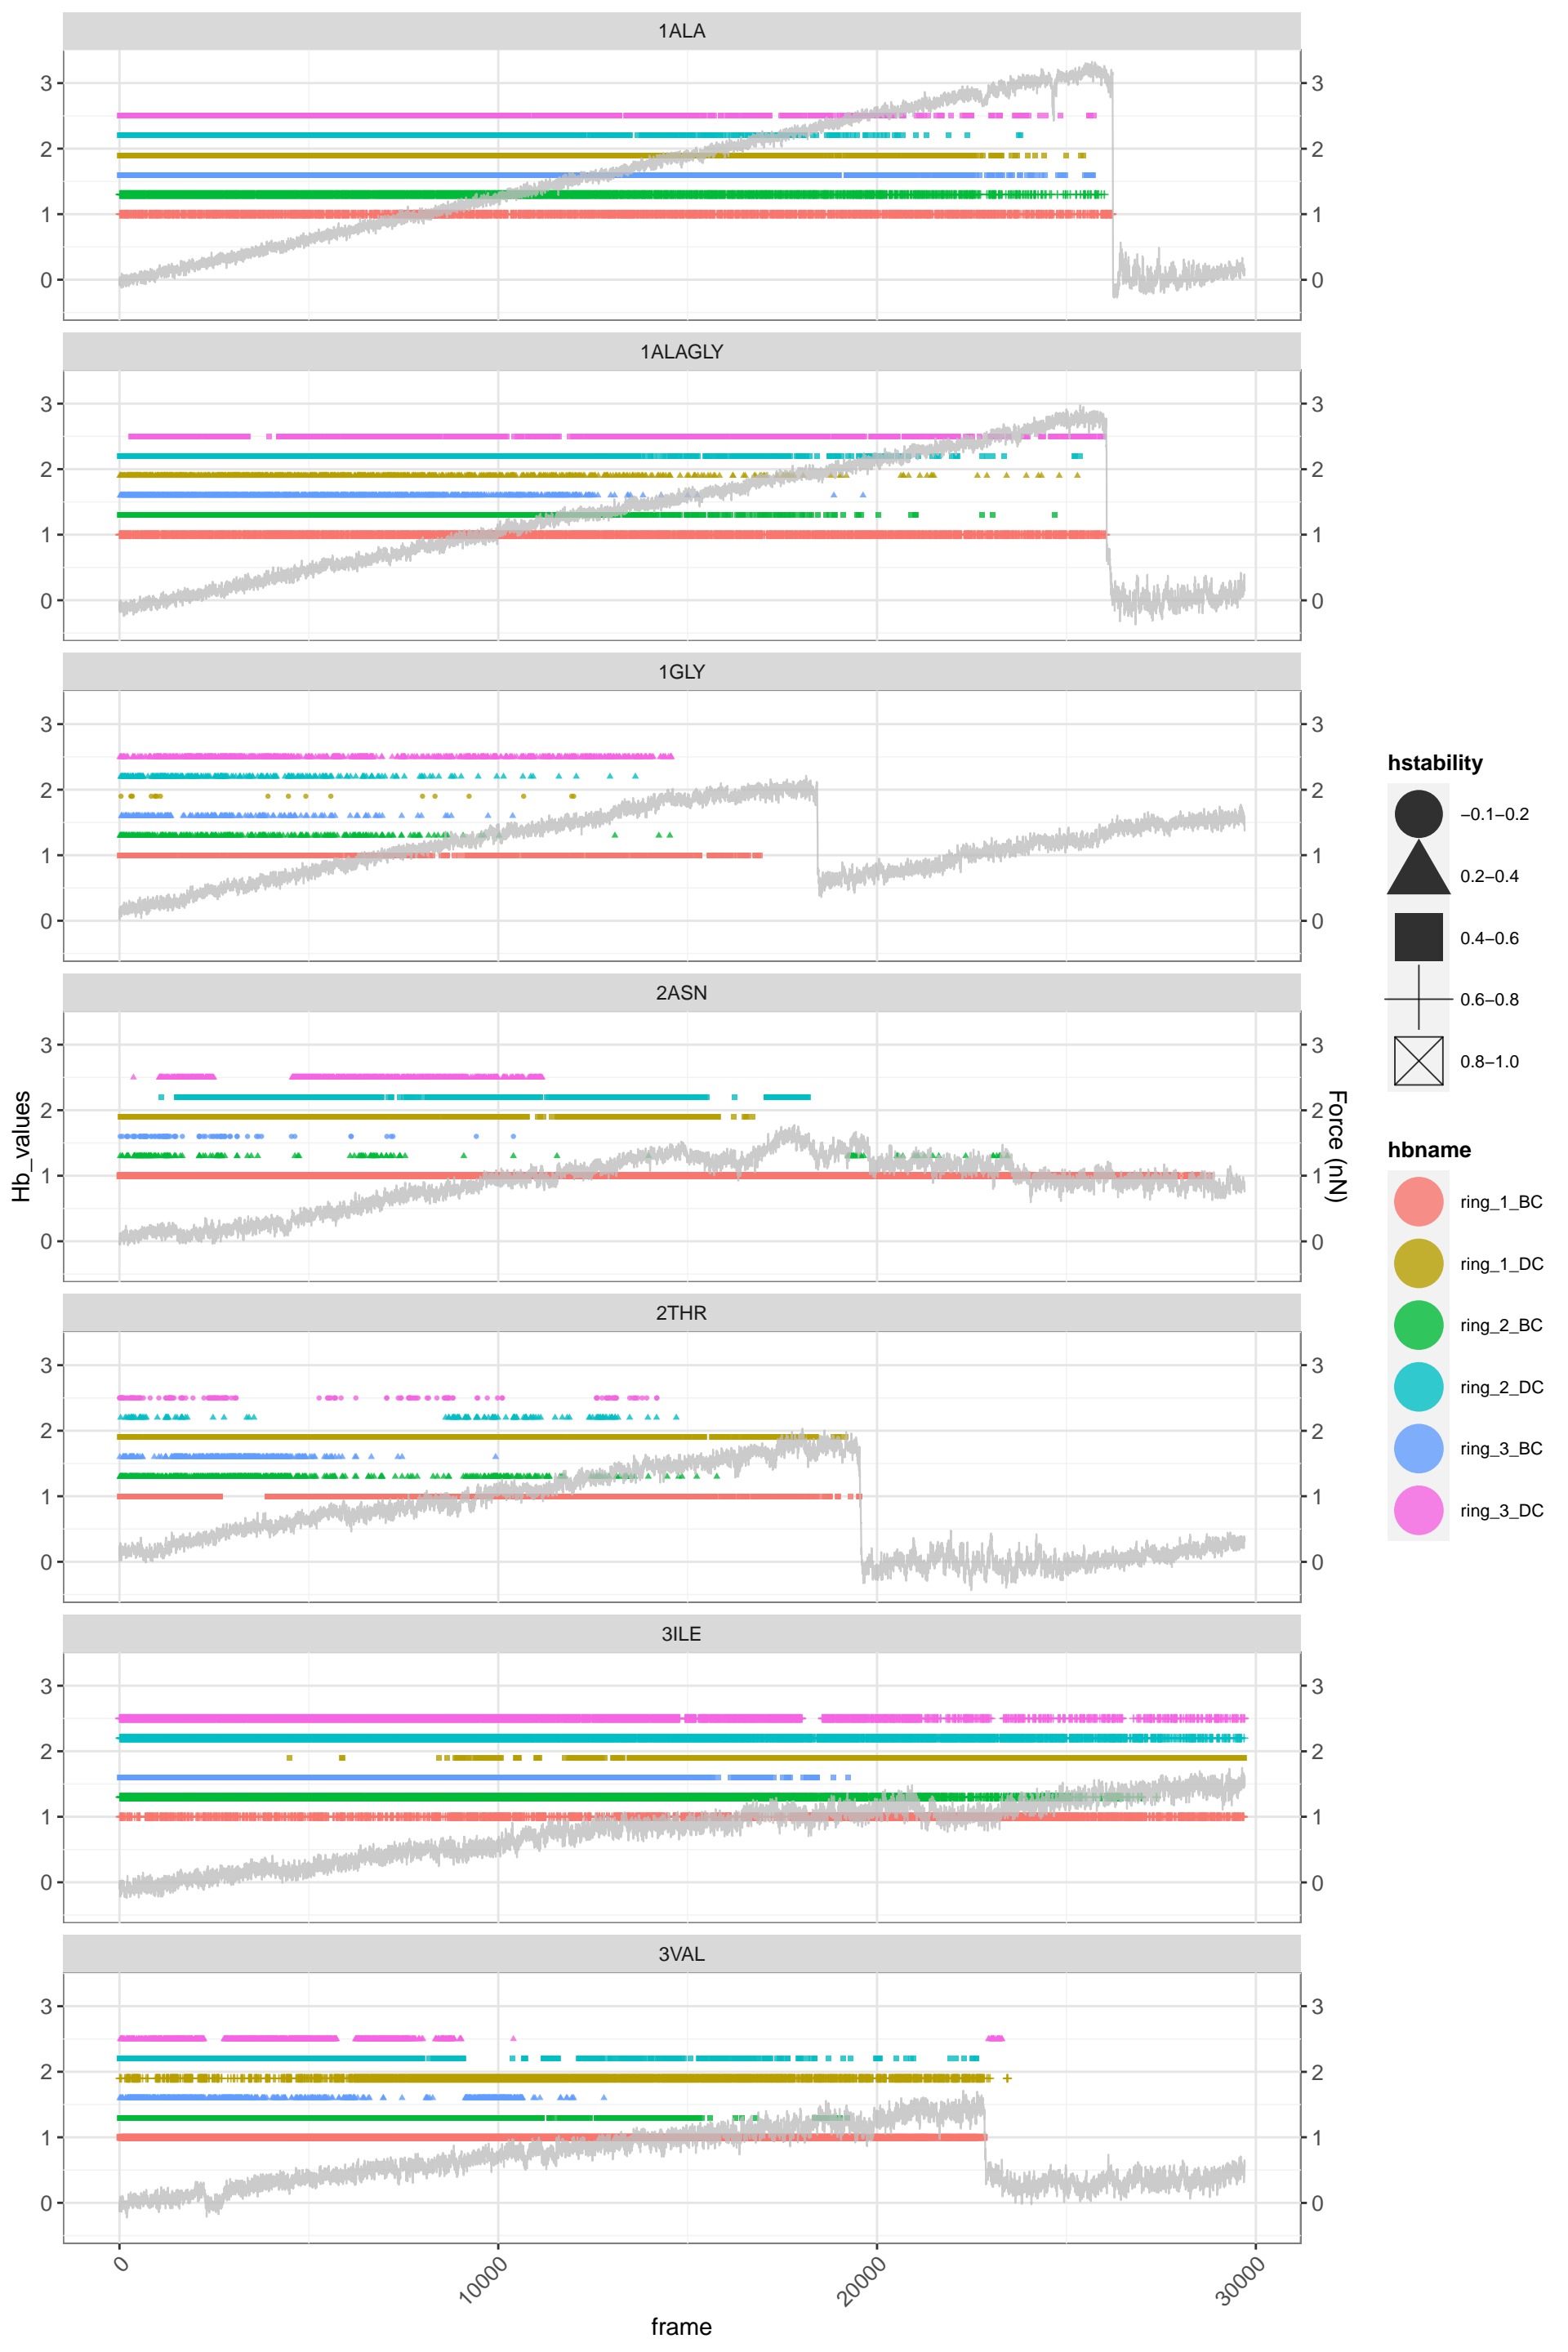 1ALA
3 3
2 2
1 1
0 0
1ALAGLY
3 3
2 2
1 1
0 0
1GLY
3 3
2 2
1 1
0 0
2ASN
3 3
2 2
1 1
0 0
2THR
3 3
2 2
1 1
0 0
3ILE
3 3
2 2
1 1
0 0
3VAL
3 3
2 2
1 1
0 0
0 10000 20000 30000
frame
Hb_values
Force (nN)
hstability
−0.1−0.2
0.2−0.4
0.4−0.6
0.6−0.8
0.8−1.0
hbname
ring_1_BC
ring_1_DC
ring_2_BC
ring_2_DC
ring_3_BC
ring_3_DC